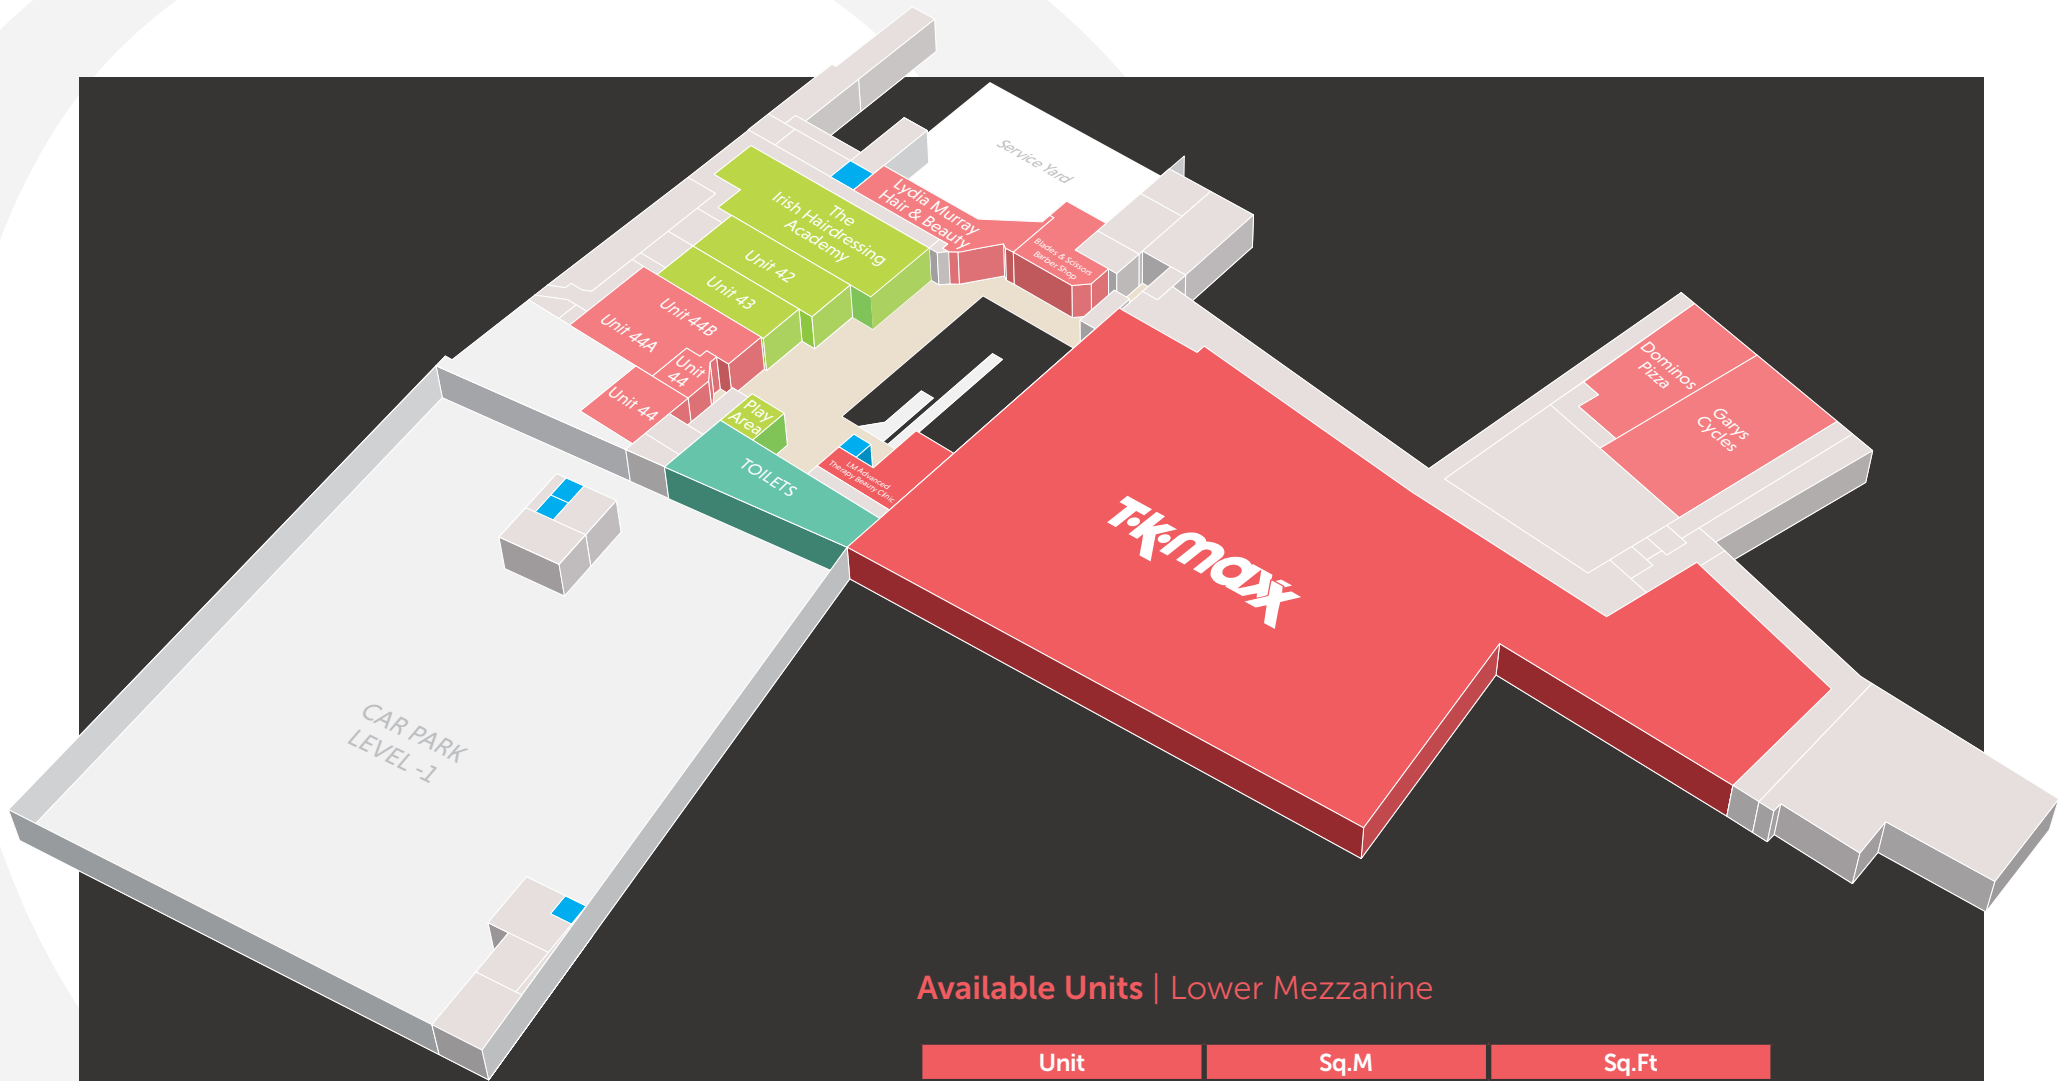 Service Yard
Lydia Murray
Hair & Beauty
The
Irish Hairdressing
Academy
Blades & Scissors
Barber Shop
Unit 42
Unit 43
Unit 44B
Unit 44A
Unit
44
Unit 44
Play
Area
TOILETS
LM Advanced
Therapy Beauty Clinic
Dominos
Pizza
Garys
Cycles
T•k•maxx
CAR PARK
LEVEL -1
Available Units | Lower Mezzanine
Unit Sq.M Sq.Ft